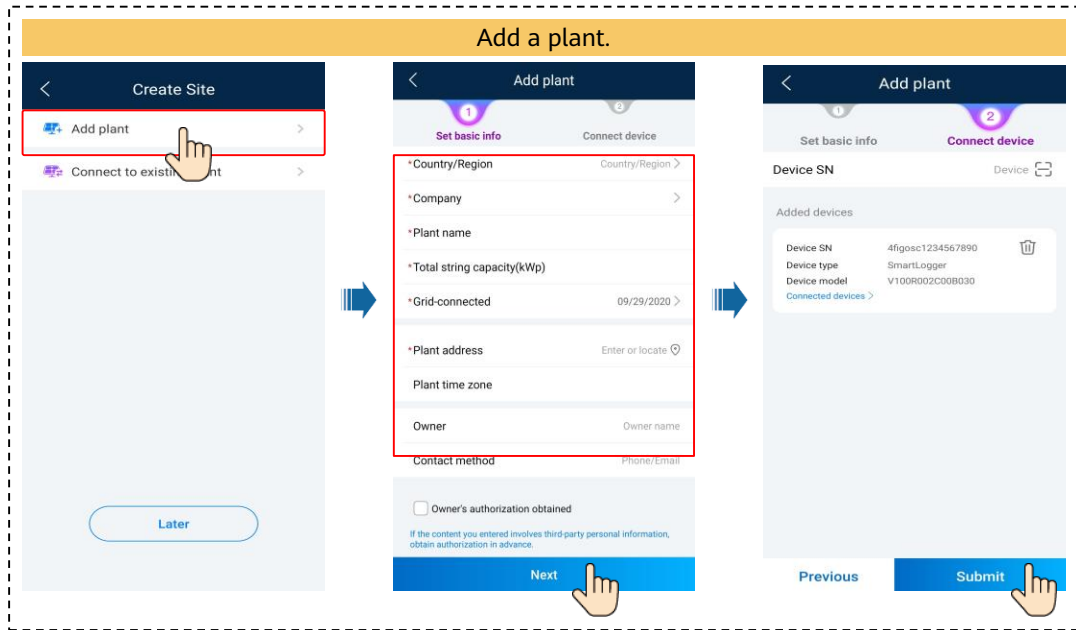 Add a plant.
Create Site
Add plant
Connect to existing plant
Later
Add plant
1
2
Set basic info
Connect device
*Country/Region
Country/Region
*Company
*Plant name
*Total string capacity(kWp)
*Grid-connected
09/29/2020
*Plant address
Enter or locate
Plant time zone
Owner
Owner name
Contact method
Phone/Email
Owner's authorization obtained
If the content you entered involves third-party personal information,
obtain authorization in advance.
Next
Add plant
1
2
Set basic info
Connect device
Device SN
Device
Added devices
Device SN
4figosc1234567890
Device type
SmartLogger
Device model
V100R002C00B030
Connected devices >
Previous
Submit